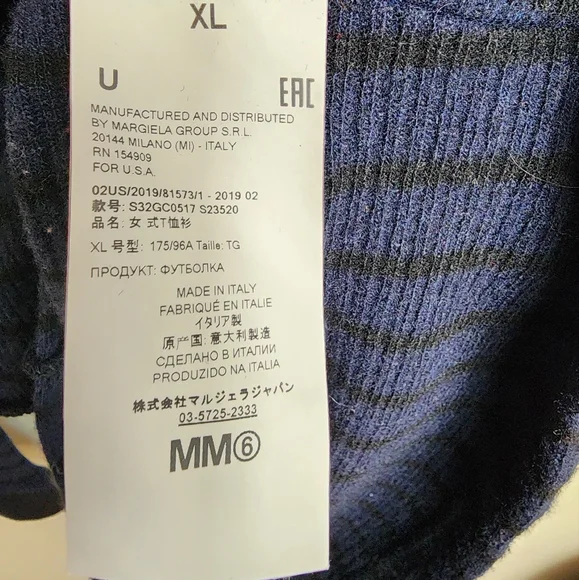 XL
U
EAC
MANUFACTURED AND DISTRIBUTED
BY MARGIELA GROUP S.R.L.
20144 MILANO (MI) - ITALY
RN 154909
FOR U.S.A.
02US/2019/81573/1 - 2019 02
款号: S32GC0517 S23520
品名: 女 式T恤衫
XL 号型: 175/96A Taille: TG
ПРОДУКТ: ФУТБОЛКА
MADE IN ITALY
FABRIQUÉ EN ITALIE
イタリア製
原产国: 意大利製造
СДЕЛАНО В ИТАЛИИ
PRODUZIDO NA ITALIA
株式会社マルジェラジャパン
03-5725-2333
MM⑥